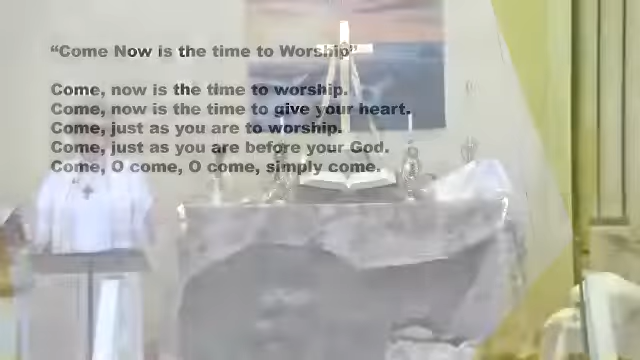 “Come Now is the time to Worship”
Come, now is the time to worship.
Come, now is the time to give your heart.
Come, just as you are to worship.
Come, just as you are before your God.
Come, O come, O come, simply come.